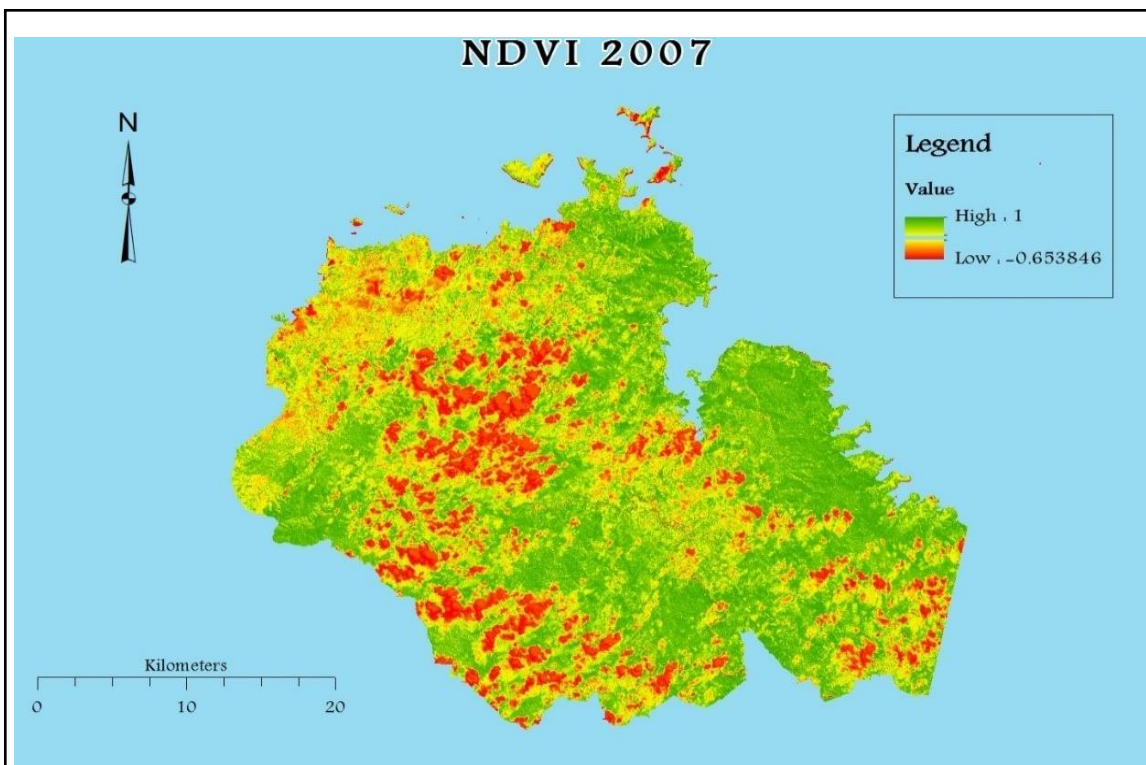 NDVI 2007
N
Legend
Value
High : 1
Low : -0.653846
Kilometers
0 10 20